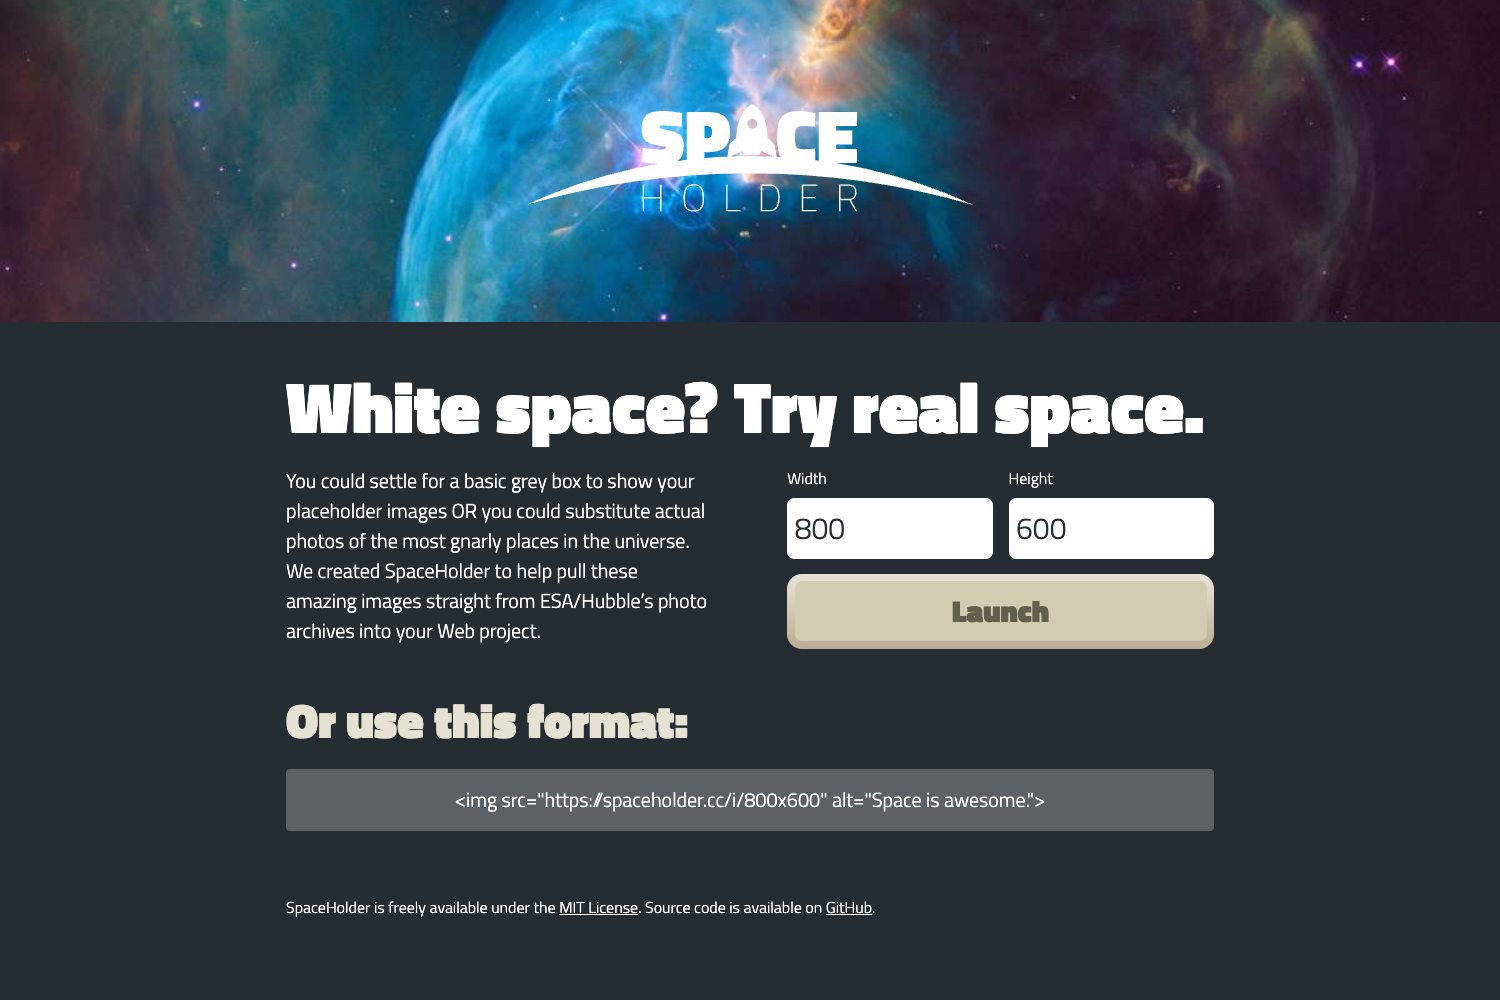 SPACE
HOLDER
White space? Try real space.
You could settle for a basic grey box to show your
placeholder images OR you could substitute actual
photos of the most gnarly places in the universe.
We created SpaceHolder to help pull these
amazing images straight from ESA/Hubble’s photo
archives into your Web project.
Width
Height
800
600
Launch
Or use this format:
<img src="https://spaceholder.cc/i/800x600" alt="Space is awesome.">
SpaceHolder is freely available under the MIT License. Source code is available on GitHub.